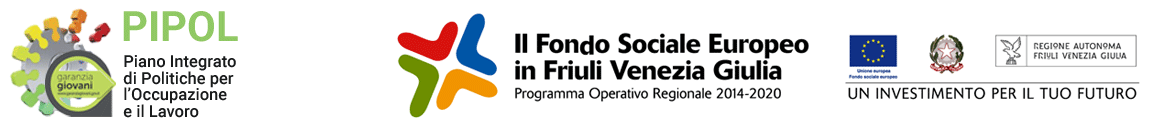 PIPOL
Piano Integrato
di Politiche per
l'Occupazione
e il Lavoro
garanzia
giovani
Il Fondo Sociale Europeo
in Friuli Venezia Giulia
Programma Operativo Regionale 2014-2020
Unione europea
Fondo sociale europeo
REGIONE AUTONOMA
FRIULI VENEZIA GIULIA
UN INVESTIMENTO PER IL TUO FUTURO